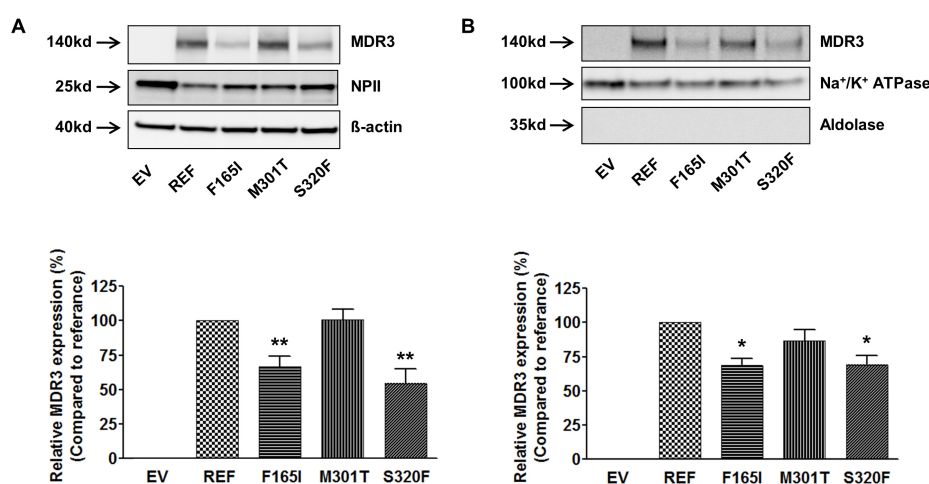 A
140kd → MDR3
25kd → NPII
40kd → ß-actin
EV REF F165I M301T S320F
B
140kd → MDR3
100kd → Na⁺/K⁺ ATPase
35kd → Aldolase
EV REF F165I M301T S320F
Relative MDR3 expression (%)
(Compared to referance)
125
100
75
50
25
0
** **
EV REF F165I M301T S320F
Relative MDR3 expression (%)
(Compared to referance)
125
100
75
50
25
0
* *
EV REF F165I M301T S320F